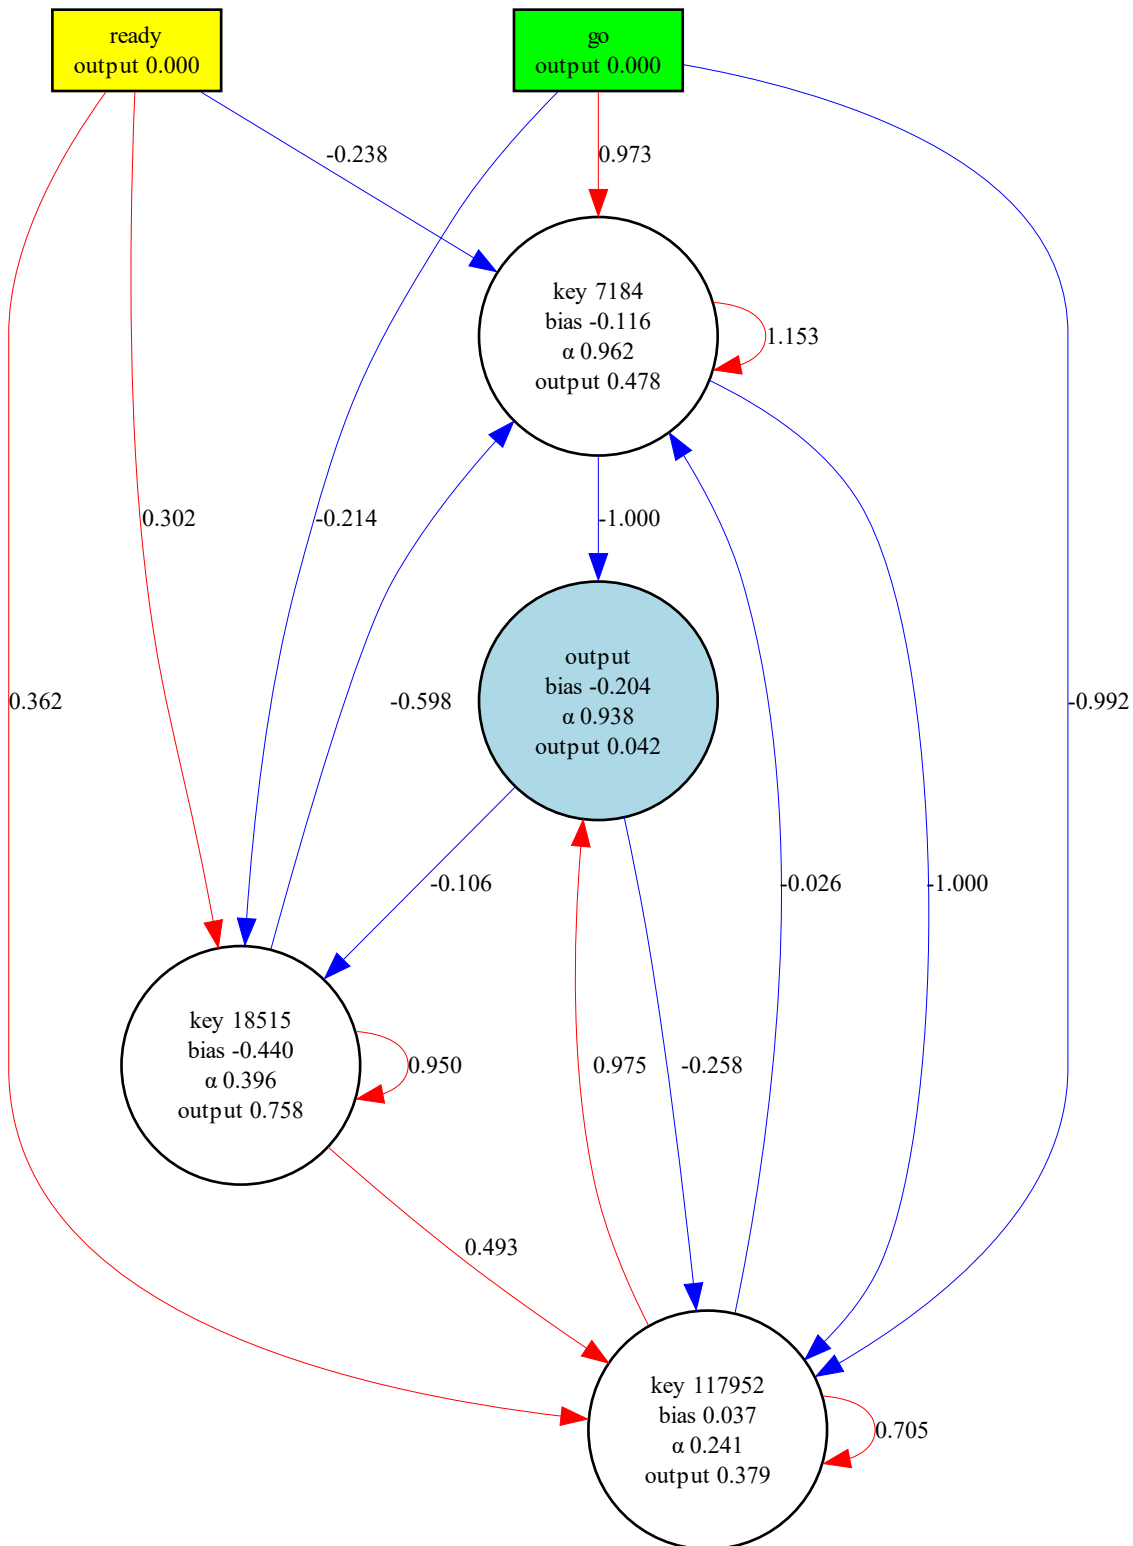 ready
output 0.000
go
output 0.000
-0.238
0.973
key 7184
bias -0.116
α 0.962
output 0.478
1.153
0.302
-0.214
-1.000
output
bias -0.204
α 0.938
output 0.042
0.362
-0.598
-0.992
-0.106
-0.026
-1.000
key 18515
bias -0.440
α 0.396
output 0.758
0.950
0.975
-0.258
0.493
key 117952
bias 0.037
α 0.241
output 0.379
0.705